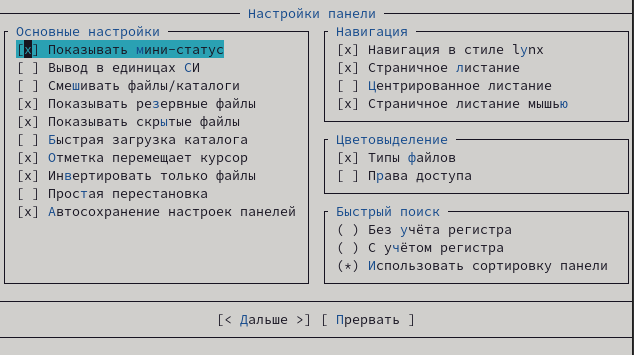 Настройки панели
Основные настройки
[x] Показывать мини-статус
[ ] Вывод в единицах СИ
[ ] Смешивать файлы/каталоги
[x] Показывать резервные файлы
[x] Показывать скрытые файлы
[ ] Быстрая загрузка каталога
[x] Отметка перемещает курсор
[x] Инвертировать только файлы
[ ] Простая перестановка
[x] Автосохранение настроек панелей
Навигация
[x] Навигация в стиле lynx
[x] Страничное листание
[ ] Центрированное листание
[x] Страничное листание мышью
Цветовыделение
[x] Типы файлов
[ ] Права доступа
Быстрый поиск
( ) Без учёта регистра
( ) С учётом регистра
(*) Использовать сортировку панели
[< Дальше >] [ Прервать ]